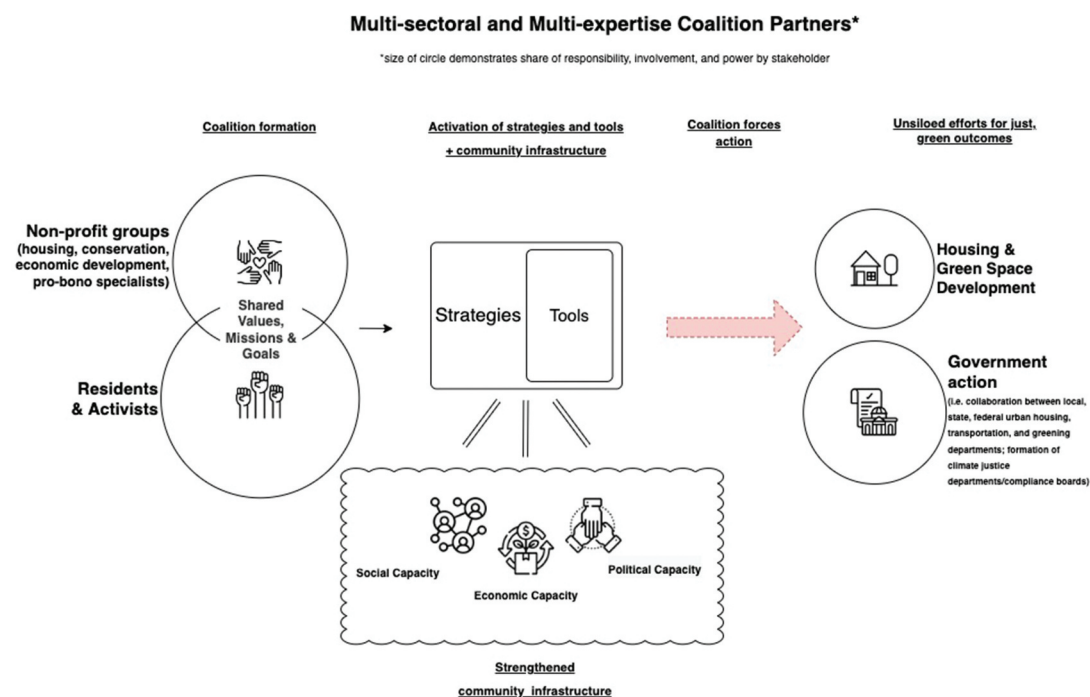 Multi-sectoral and Multi-expertise Coalition Partners*
*size of circle demonstrates share of responsibility, involvement, and power by stakeholder
Coalition formation
Activation of strategies and tools
+ community infrastructure
Coalition forces
action
Unsiloed efforts for just,
green outcomes
Non-profit groups
(housing, conservation,
economic development,
pro-bono specialists)
Shared
Values,
Missions &
Goals
Residents
& Activists
Strategies
Tools
Housing &
Green Space
Development
Government
action
(i.e. collaboration between local,
state, federal urban housing,
transportation, and greening
departments; formation of
climate justice
departments/compliance boards)
Social Capacity
Economic Capacity
Political Capacity
Strengthened
community infrastructure